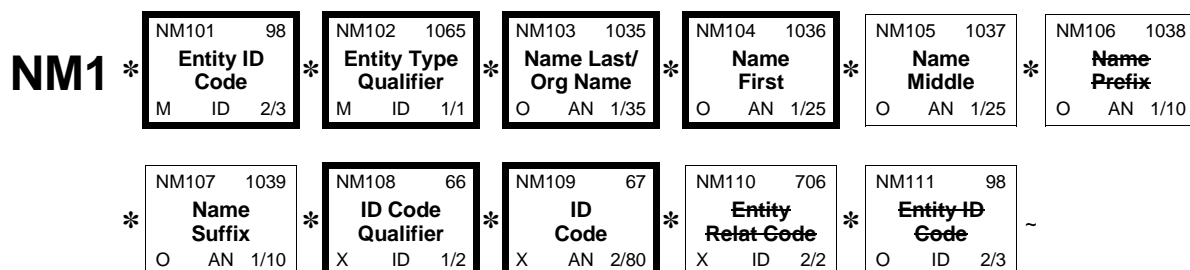 NM101 98 NM102 1065 NM103 1035 NM104 1036 NM105 1037 NM106 1038
NM1 * Entity ID Code * Entity Type Qualifier * Name Last/ Org Name * Name First * Name Middle * Name Prefix
M ID 2/3 M ID 1/1 O AN 1/35 O AN 1/25 O AN 1/25 O AN 1/10
NM107 1039 NM108 66 NM109 67 NM110 706 NM111 98
* Name Suffix * ID Code Qualifier * ID Code * Entity Relat Code * Entity ID Code ~
O AN 1/10 X ID 1/2 X AN 2/80 X ID 2/2 O ID 2/3